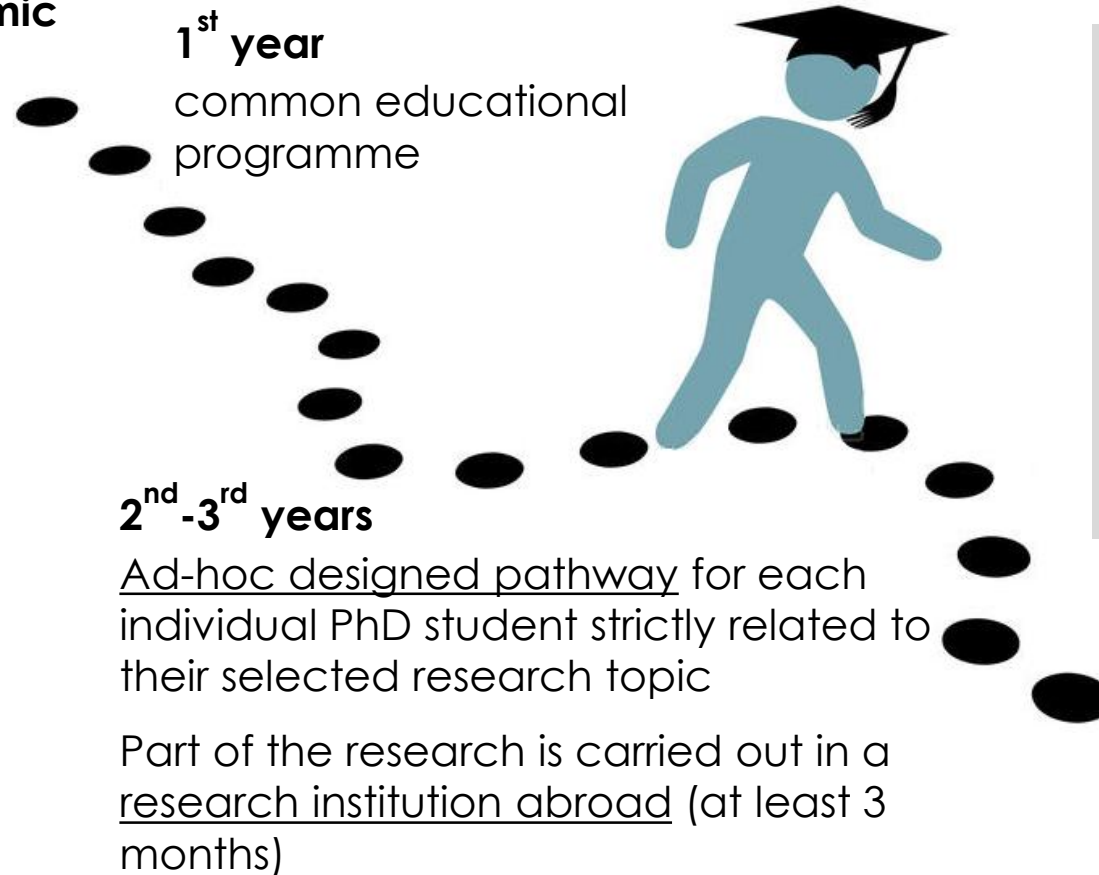 mic
1st year
common educational
programme
2nd-3rd years
Ad-hoc designed pathway for each
individual PhD student strictly related to
their selected research topic
Part of the research is carried out in a
research institution abroad (at least 3
months)